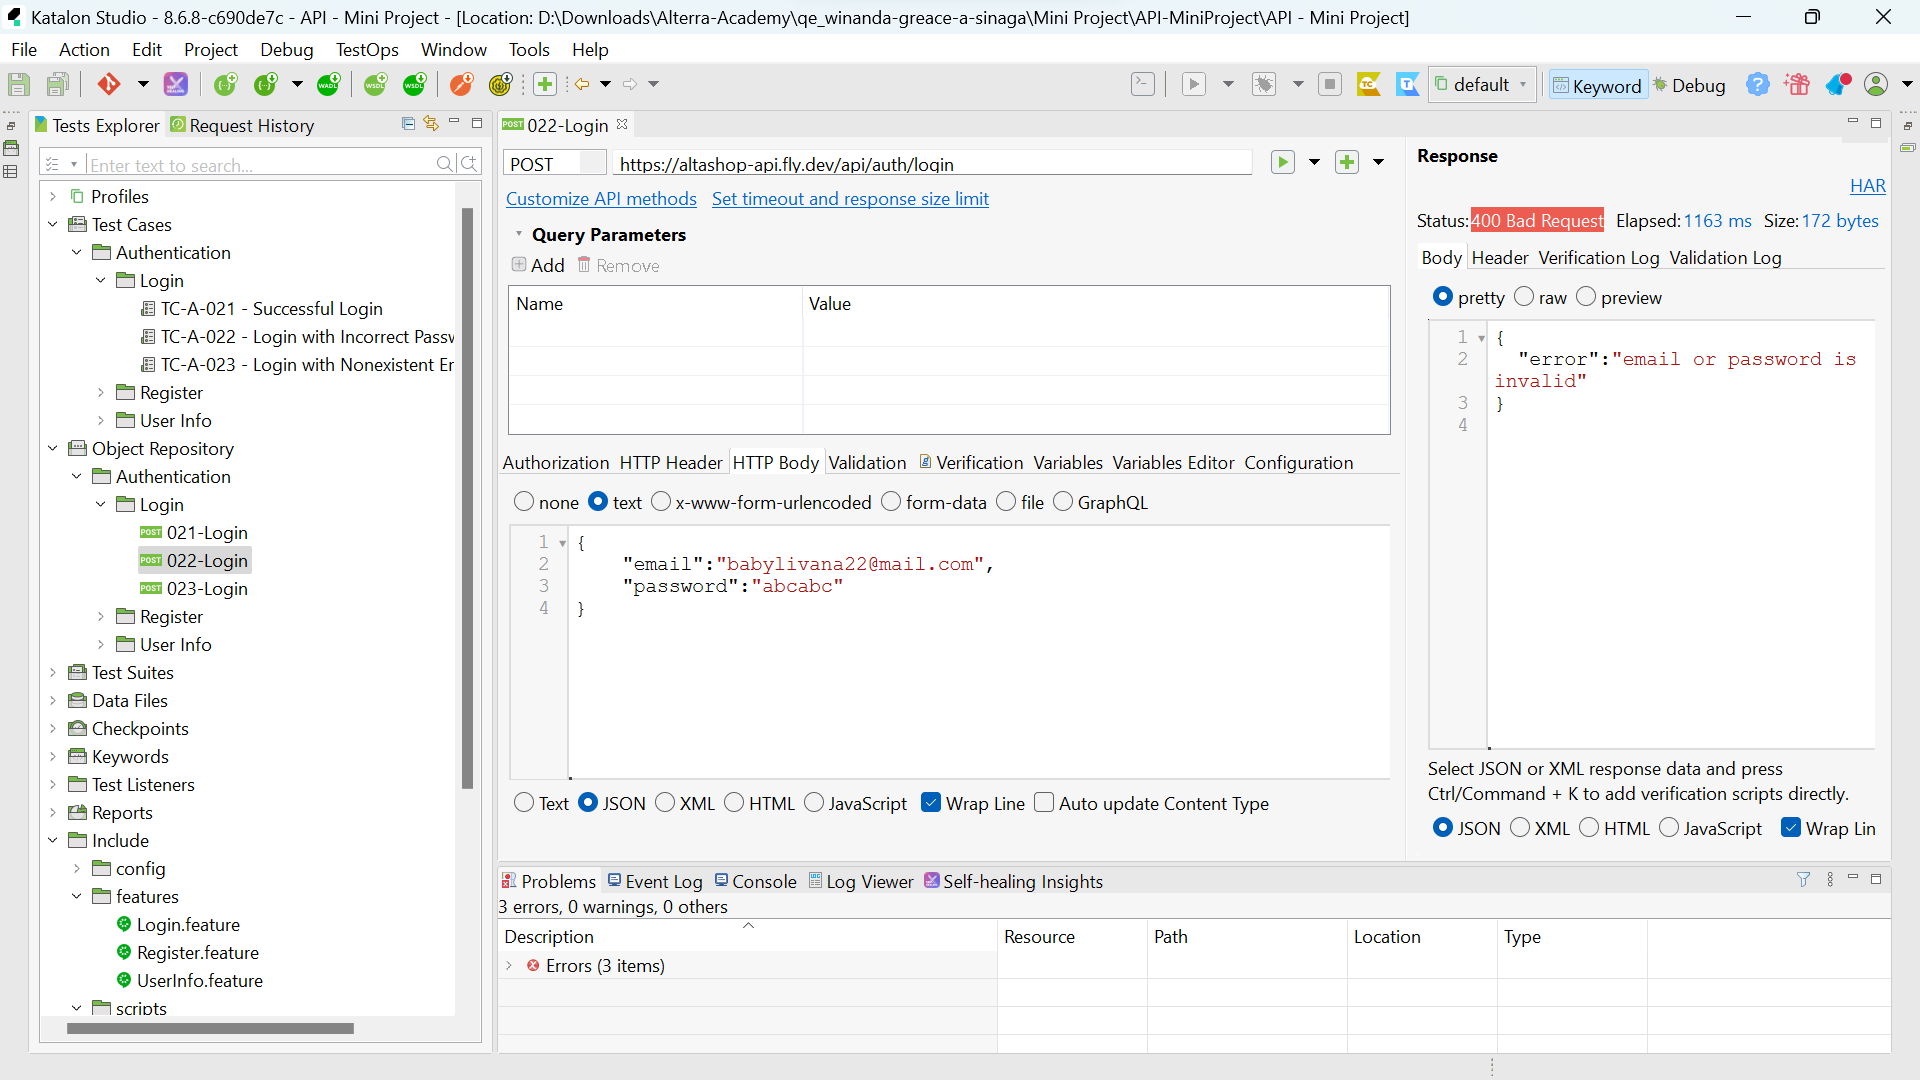 Katalon Studio - 8.6.8-c690de7c - API - Mini Project - [Location: D:\Downloads\Alterra-Academy\qe_winanda-greace-a-sinaga\Mini Project\API-MiniProject\API - Mini Project]
File Action Edit Project Debug TestOps Window Tools Help
default Keyword Debug
Tests Explorer Request History
Enter text to search...
Profiles
Test Cases
Authentication
Login
TC-A-021 - Successful Login
TC-A-022 - Login with Incorrect Passw
TC-A-023 - Login with Nonexistent Er
Register
User Info
Object Repository
Authentication
Login
POST 021-Login
POST 022-Login
POST 023-Login
Register
User Info
Test Suites
Data Files
Checkpoints
Keywords
Test Listeners
Reports
Include
config
features
Login.feature
Register.feature
UserInfo.feature
scripts
POST 022-Login
POST https://altashop-api.fly.dev/api/auth/login
Customize API methods Set timeout and response size limit
Query Parameters
Add Remove
Name Value
Authorization HTTP Header HTTP Body Validation Verification Variables Variables Editor Configuration
none text x-www-form-urlencoded form-data file GraphQL
1 {
2 "email":"babylivana22@mail.com",
3 "password":"abcabc"
4 }
Text JSON XML HTML JavaScript Wrap Line Auto update Content Type
Response
HAR
Status: 400 Bad Request Elapsed: 1163 ms Size: 172 bytes
Body Header Verification Log Validation Log
pretty raw preview
1 {
2 "error":"email or password is
invalid"
3 }
4
Select JSON or XML response data and press
Ctrl/Command + K to add verification scripts directly.
JSON XML HTML JavaScript Wrap Lin
Problems Event Log Console Log Viewer Self-healing Insights
3 errors, 0 warnings, 0 others
Description Resource Path Location Type
Errors (3 items)